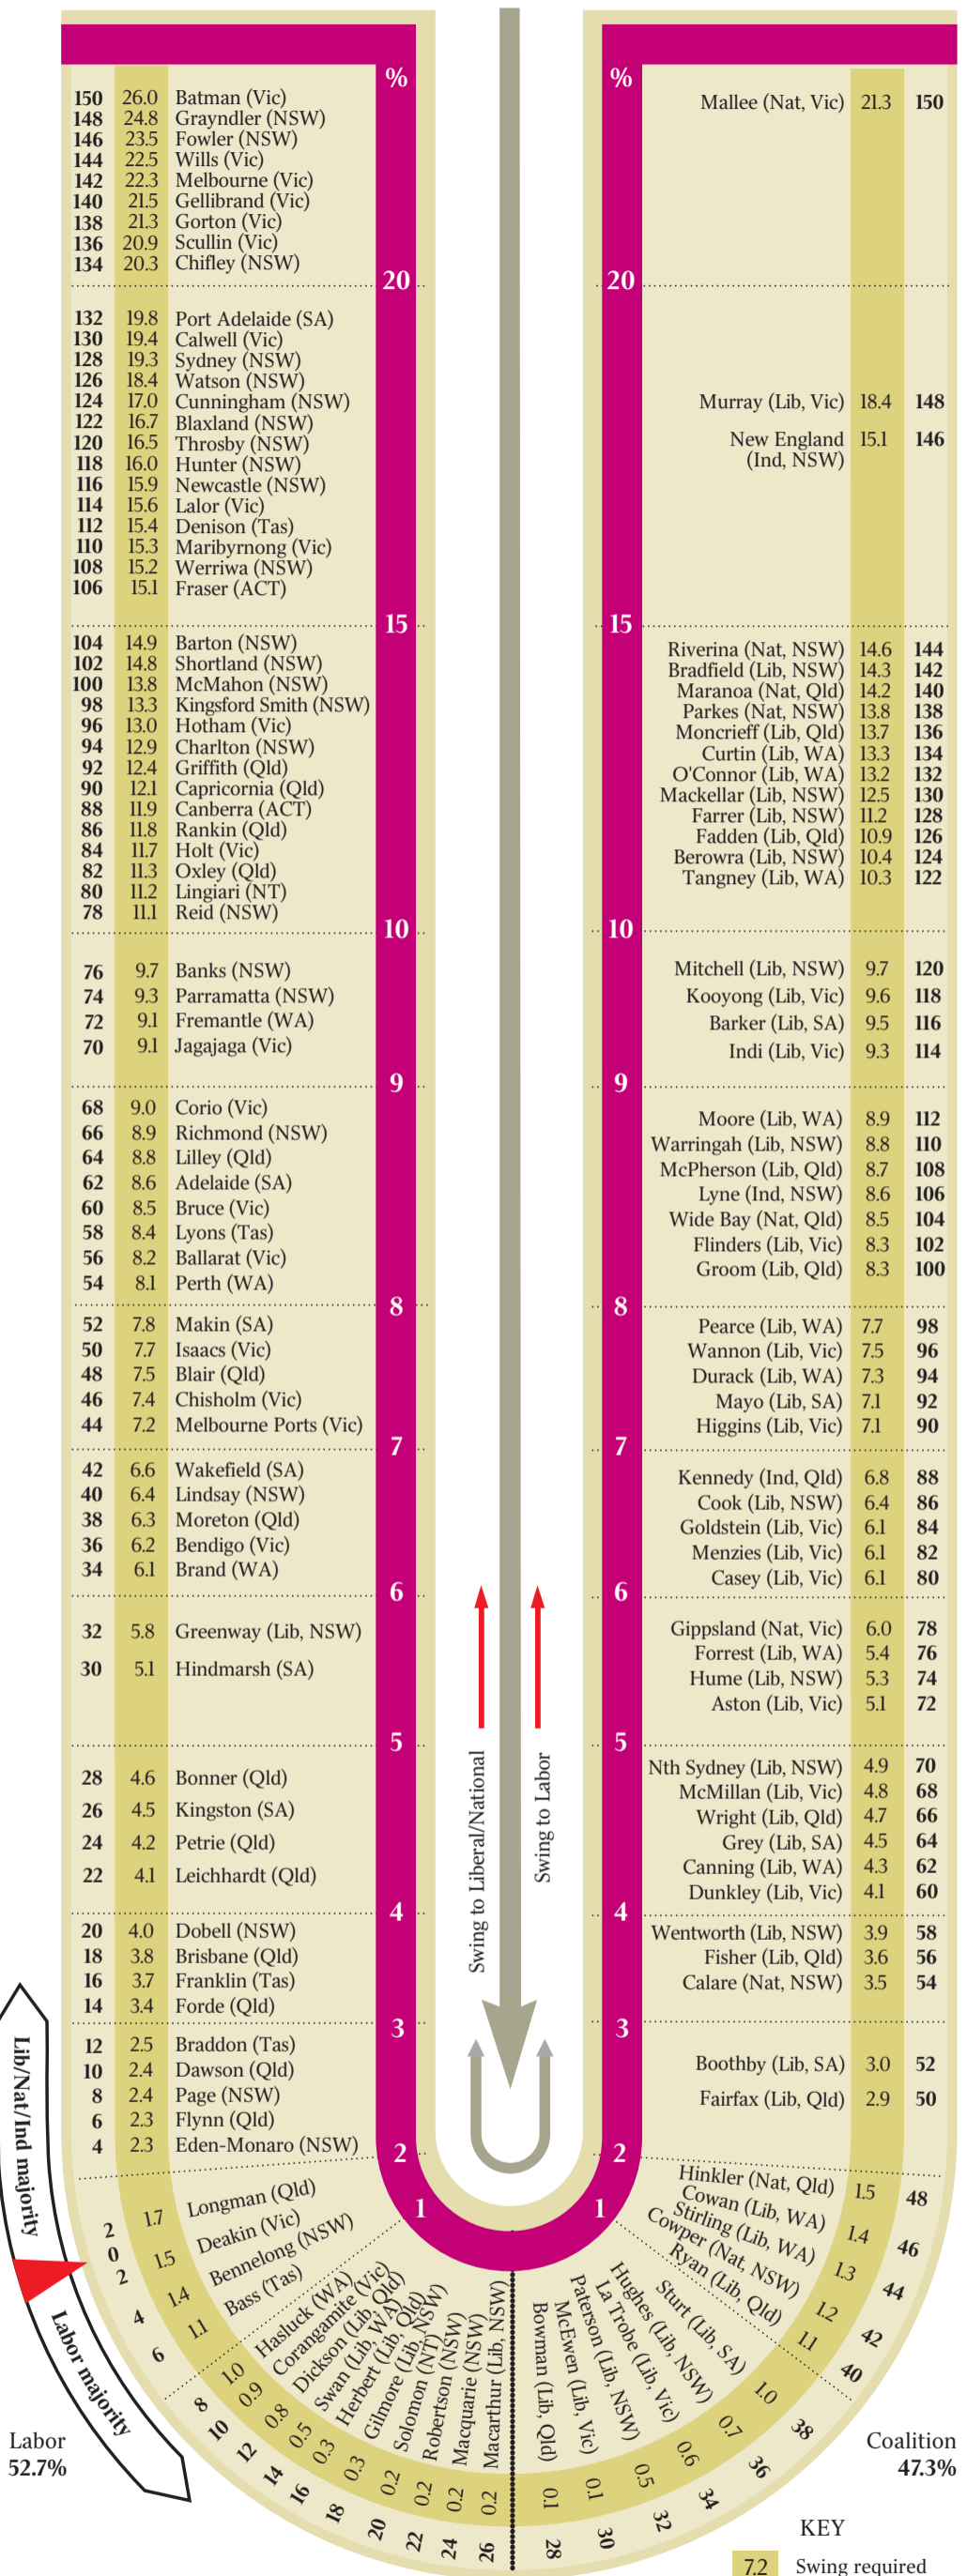 %
150 26.0 Batman (Vic)
148 24.8 Grayndler (NSW)
146 23.5 Fowler (NSW)
144 22.5 Wills (Vic)
142 22.3 Melbourne (Vic)
140 21.5 Gellibrand (Vic)
138 21.3 Gorton (Vic)
136 20.9 Scullin (Vic)
134 20.3 Chifley (NSW)
20
132 19.8 Port Adelaide (SA)
130 19.4 Calwell (Vic)
128 19.3 Sydney (NSW)
126 18.4 Watson (NSW)
124 17.0 Cunningham (NSW)
122 16.7 Blaxland (NSW)
120 16.5 Throsby (NSW)
118 16.0 Hunter (NSW)
116 15.9 Newcastle (NSW)
114 15.6 Lalor (Vic)
112 15.4 Denison (Tas)
110 15.3 Maribyrnong (Vic)
108 15.2 Werriwa (NSW)
106 15.1 Fraser (ACT)
15
104 14.9 Barton (NSW)
102 14.8 Shortland (NSW)
100 13.8 McMahon (NSW)
98 13.3 Kingsford Smith (NSW)
96 13.0 Hotham (Vic)
94 12.9 Charlton (NSW)
92 12.4 Griffith (Qld)
90 12.1 Capricornia (Qld)
88 11.9 Canberra (ACT)
86 11.8 Rankin (Qld)
84 11.7 Holt (Vic)
82 11.3 Oxley (Qld)
80 11.2 Lingiari (NT)
78 11.1 Reid (NSW)
10
76 9.7 Banks (NSW)
74 9.3 Parramatta (NSW)
72 9.1 Fremantle (WA)
70 9.1 Jagajaga (Vic)
9
68 9.0 Corio (Vic)
66 8.9 Richmond (NSW)
64 8.8 Lilley (Qld)
62 8.6 Adelaide (SA)
60 8.5 Bruce (Vic)
58 8.4 Lyons (Tas)
56 8.2 Ballarat (Vic)
54 8.1 Perth (WA)
8
52 7.8 Makin (SA)
50 7.7 Isaacs (Vic)
48 7.5 Blair (Qld)
46 7.4 Chisholm (Vic)
44 7.2 Melbourne Ports (Vic)
7
42 6.6 Wakefield (SA)
40 6.4 Lindsay (NSW)
38 6.3 Moreton (Qld)
36 6.2 Bendigo (Vic)
34 6.1 Brand (WA)
6
32 5.8 Greenway (Lib, NSW)
30 5.1 Hindmarsh (SA)
5
28 4.6 Bonner (Qld)
26 4.5 Kingston (SA)
24 4.2 Petrie (Qld)
22 4.1 Leichhardt (Qld)
4
20 4.0 Dobell (NSW)
18 3.8 Brisbane (Qld)
16 3.7 Franklin (Tas)
14 3.4 Forde (Qld)
3
12 2.5 Braddon (Tas)
10 2.4 Dawson (Qld)
8 2.4 Page (NSW)
6 2.3 Flynn (Qld)
4 2.3 Eden-Monaro (NSW)
2
2 1.7 Longman (Qld)
0
2 1.5 Deakin (Vic)
4 1.4 Bennelong (NSW)
6 1.1 Bass (Tas)
1
8 1.0 Hasluck (WA)
10 0.9 Corangamite (Vic)
12 0.8 Dickson (Lib, Qld)
14 0.5 Swan (Lib, WA)
16 0.3 Herbert (Lib, Qld)
18 0.3 Gilmore (Lib, NSW)
20 0.2 Solomon (NT)
22 0.2 Robertson (NSW)
24 0.2 Macquarie (NSW)
26 0.2 Macarthur (Lib, NSW)
Lib/Nat/Ind majority
Labor majority
Labor
52.7%
Swing to Liberal/National
Swing to Labor
%
Mallee (Nat, Vic) 21.3 150
20
Murray (Lib, Vic) 18.4 148
New England 15.1 146
(Ind, NSW)
15
Riverina (Nat, NSW) 14.6 144
Bradfield (Lib, NSW) 14.3 142
Maranoa (Nat, Qld) 14.2 140
Parkes (Nat, NSW) 13.8 138
Moncrieff (Lib, Qld) 13.7 136
Curtin (Lib, WA) 13.3 134
O'Connor (Lib, WA) 13.2 132
Mackellar (Lib, NSW) 12.5 130
Farrer (Lib, NSW) 11.2 128
Fadden (Lib, Qld) 10.9 126
Berowra (Lib, NSW) 10.4 124
Tangney (Lib, WA) 10.3 122
10
Mitchell (Lib, NSW) 9.7 120
Kooyong (Lib, Vic) 9.6 118
Barker (Lib, SA) 9.5 116
Indi (Lib, Vic) 9.3 114
9
Moore (Lib, WA) 8.9 112
Warringah (Lib, NSW) 8.8 110
McPherson (Lib, Qld) 8.7 108
Lyne (Ind, NSW) 8.6 106
Wide Bay (Nat, Qld) 8.5 104
Flinders (Lib, Vic) 8.3 102
Groom (Lib, Qld) 8.3 100
8
Pearce (Lib, WA) 7.7 98
Wannon (Lib, Vic) 7.5 96
Durack (Lib, WA) 7.3 94
Mayo (Lib, SA) 7.1 92
Higgins (Lib, Vic) 7.1 90
7
Kennedy (Ind, Qld) 6.8 88
Cook (Lib, NSW) 6.4 86
Goldstein (Lib, Vic) 6.1 84
Menzies (Lib, Vic) 6.1 82
Casey (Lib, Vic) 6.1 80
6
Gippsland (Nat, Vic) 6.0 78
Forrest (Lib, WA) 5.4 76
Hume (Lib, NSW) 5.3 74
Aston (Lib, Vic) 5.1 72
5
Nth Sydney (Lib, NSW) 4.9 70
McMillan (Lib, Vic) 4.8 68
Wright (Lib, Qld) 4.7 66
Grey (Lib, SA) 4.5 64
Canning (Lib, WA) 4.3 62
Dunkley (Lib, Vic) 4.1 60
4
Wentworth (Lib, NSW) 3.9 58
Fisher (Lib, Qld) 3.6 56
Calare (Nat, NSW) 3.5 54
3
Boothby (Lib, SA) 3.0 52
Fairfax (Lib, Qld) 2.9 50
2
Hinkler (Nat, Qld) 1.5 48
Cowan (Lib, WA) 1.4 46
Stirling (Lib, WA) 1.3 44
Cowper (Nat, NSW) 1.2 42
Ryan (Lib, Qld) 1.1 40
1
Sturt (Lib, SA) 1.0 38
Hughes (Lib, NSW) 0.7 36
La Trobe (Lib, Vic) 0.6 34
Paterson (Lib, NSW) 0.5 32
McEwen (Lib, Vic) 0.1 30
Bowman (Lib, Qld) 0.1 28
Coalition
47.3%
KEY
7.2 Swing required